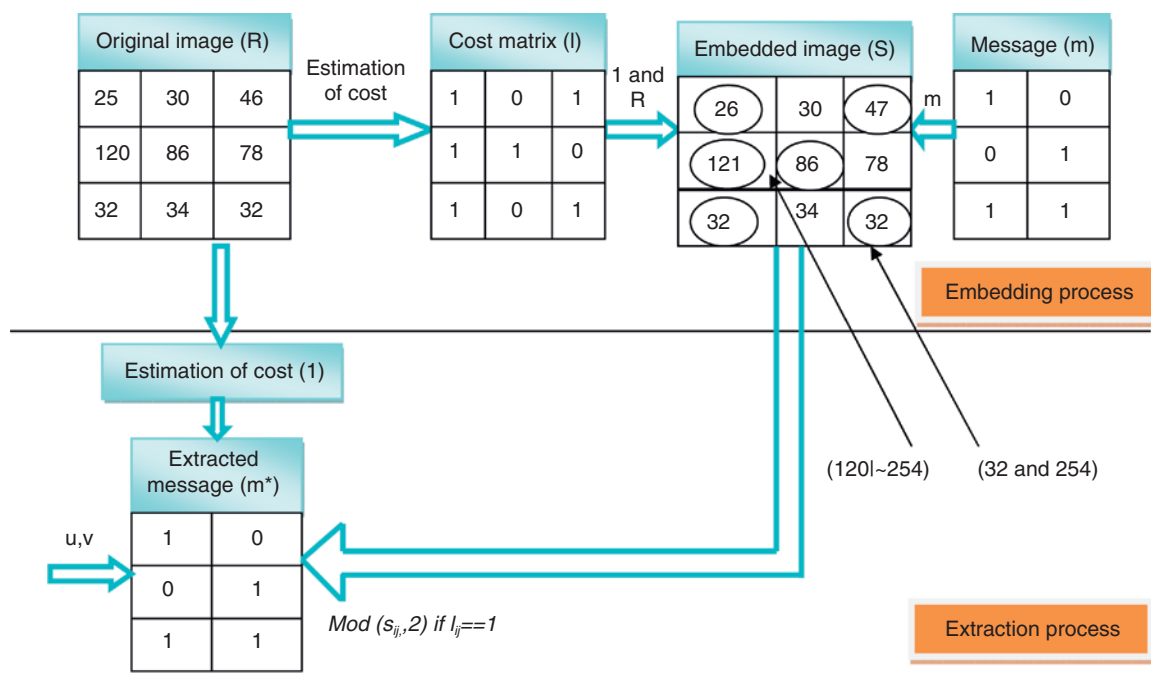 Original image (R)
25 30 46
120 86 78
32 34 32
Estimation
of cost
Cost matrix (l)
1 0 1
1 1 0
1 0 1
1 and
R
Embedded image (S)
26 30 47
121 86 78
32 34 32
m
Message (m)
1 0
0 1
1 1
Embedding process
Estimation of cost (1)
Extracted
message (m*)
1 0
0 1
1 1
u,v
Mod (sij,,2) if lij==1
(120l~254)
(32 and 254)
Extraction process